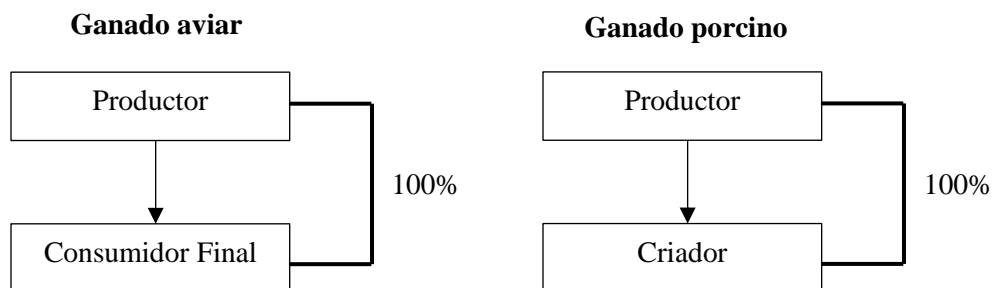 Ganado aviar
Productor
100%
Consumidor Final
Ganado porcino
Productor
100%
Criador